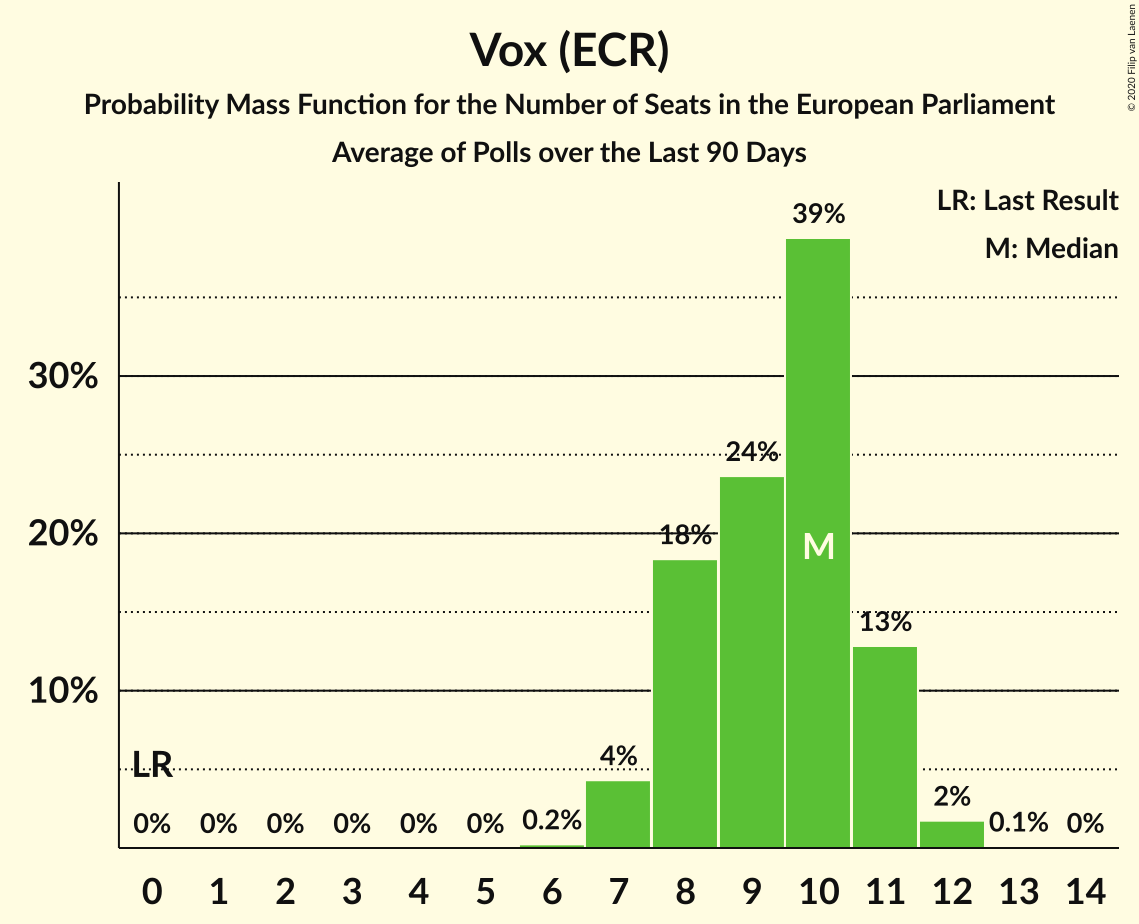 Vox (ECR)
Probability Mass Function for the Number of Seats in the European Parliament
Average of Polls over the Last 90 Days
© 2020 Filip van Laenen
LR: Last Result
M: Median
39%
30%
24%
20%
18%
M
13%
10%
LR
4%
2%
0% 0% 0% 0% 0% 0% 0.2% 0.1% 0%
0 1 2 3 4 5 6 7 8 9 10 11 12 13 14